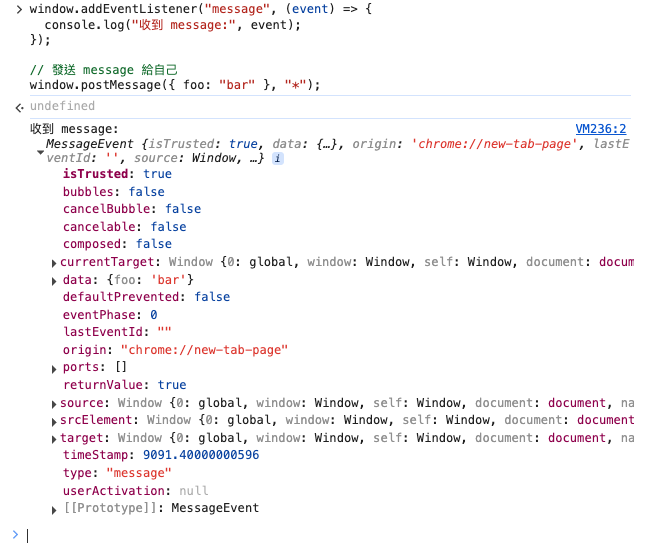 window.addEventListener("message", (event) => {
  console.log("收到 message:", event);
});
// 發送 message 給自己
window.postMessage({ foo: "bar" }, "*");
undefined
收到 message: VM236:2
MessageEvent {isTrusted: true, data: {…}, origin: 'chrome://new-tab-page', lastE
ventId: '', source: Window, …} i
isTrusted: true
bubbles: false
cancelBubble: false
cancelable: false
composed: false
currentTarget: Window {0: global, window: Window, self: Window, document: docum
data: {foo: 'bar'}
defaultPrevented: false
eventPhase: 0
lastEventId: ""
origin: "chrome://new-tab-page"
ports: []
returnValue: true
source: Window {0: global, window: Window, self: Window, document: document, na
srcElement: Window {0: global, window: Window, self: Window, document: document
target: Window {0: global, window: Window, self: Window, document: document, na
timeStamp: 9091.40000000596
type: "message"
userActivation: null
[[Prototype]]: MessageEvent